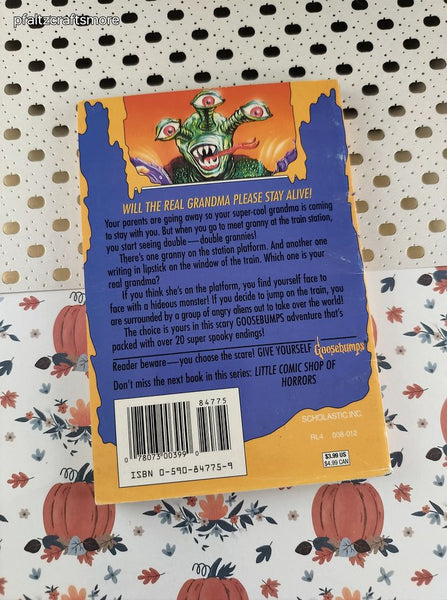 pfaltzcraftsmore
WILL THE REAL GRANDMA PLEASE STAY ALIVE!
Your parents are going away so your super-cool grandma is coming
to stay with you. But when you go to meet granny at the train station,
you start seeing double—double grannies!
There's one granny on the station platform. And another one
writing in lipstick on the window of the train. Which one is your
real grandma?
If you think she's on the platform, you find yourself face to
face with a hideous monster! If you decide to jump on the train, you
are surrounded by a group of angry aliens out to take over the world!
The choice is yours in this scary GOOSEBUMPS adventure that's
packed with over 20 super spooky endings!
Reader beware—you choose the scare! GIVE YOURSELF Goosebumps
Don't miss the next book in this series: LITTLE COMIC SHOP OF
HORRORS
84775
0 78073 00399 7
ISBN 0-590-84775-9
SCHOLASTIC INC.
RL4 008-012
$3.99 US
$4.99 CAN